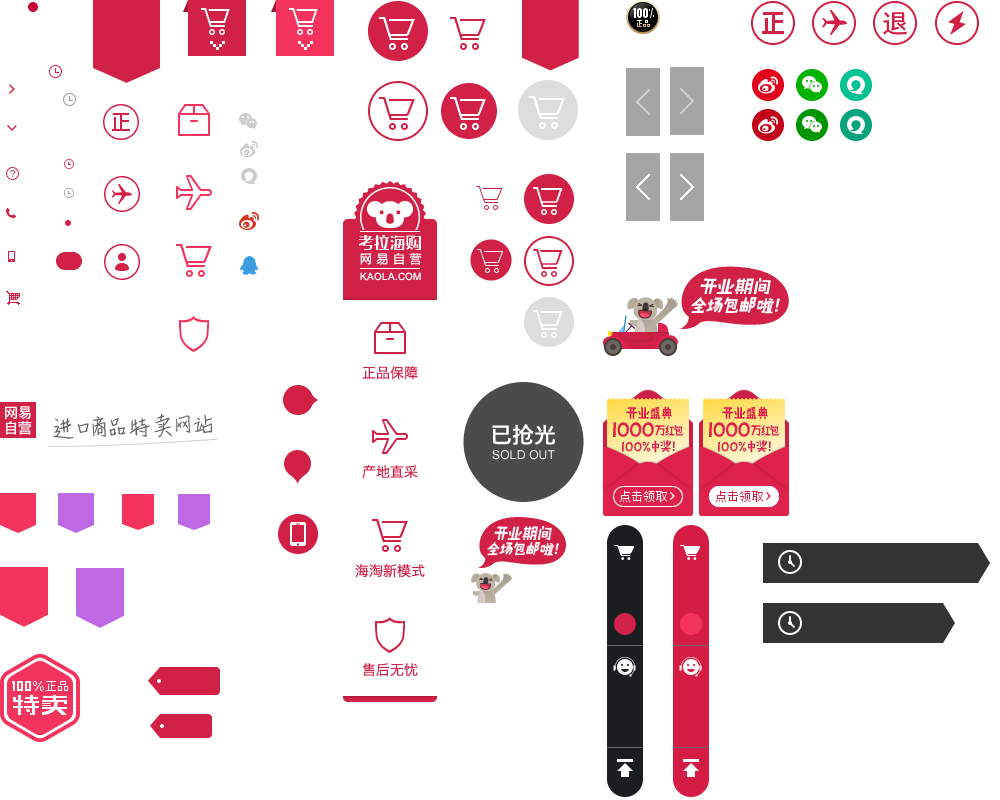 100%
正品
正
退
正
考拉海购
网易自营
KAOLA.COM
开业期间
全场包邮啦!
正品保障
网易
自营
进口商品特卖网站
已抢光
SOLD OUT
开业盛典
1000万红包
100%中奖!
点击领取
开业盛典
1000万红包
100%中奖!
点击领取
产地直采
开业期间
全场包邮啦!
海淘新模式
售后无忧
100%正品
特卖